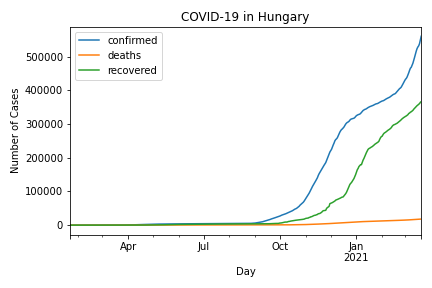 COVID-19 in Hungary
confirmed
deaths
recovered
Number of Cases
500000
400000
300000
200000
100000
0
Apr
Jul
Oct
Jan
2021
Day